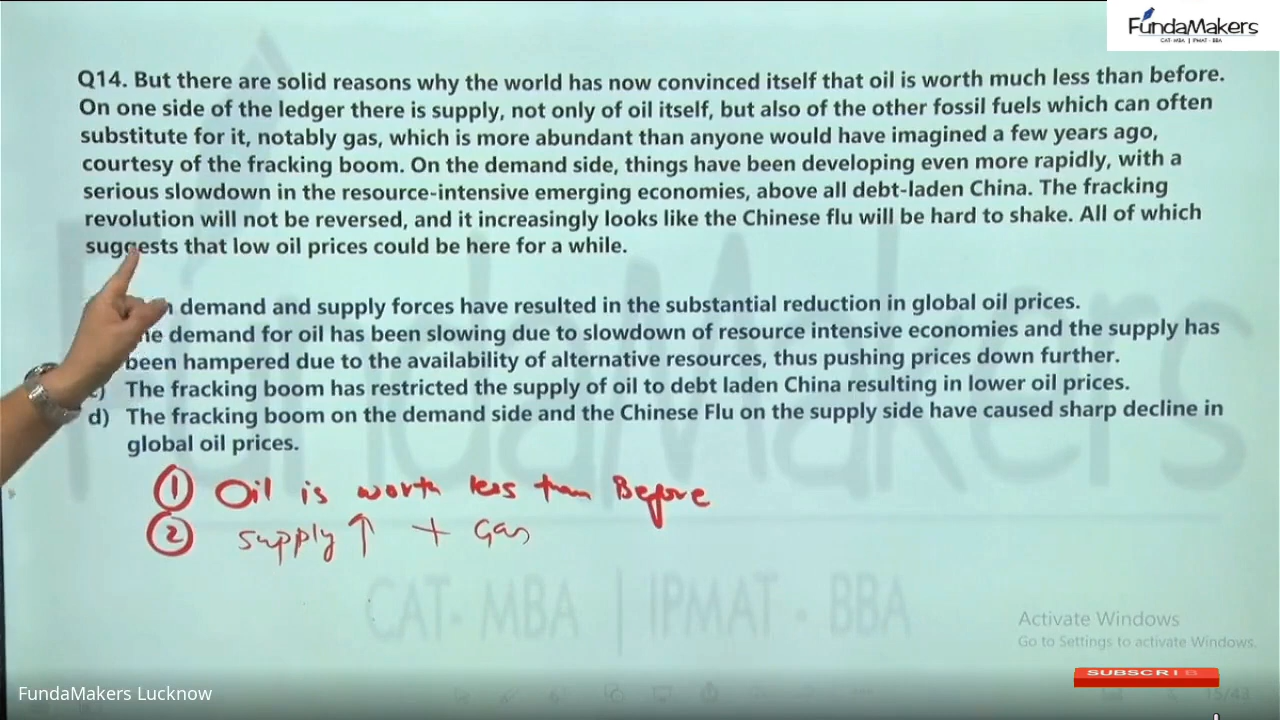 FundaMakers
CAT- MBA | IPMAT - BBA
Q14. But there are solid reasons why the world has now convinced itself that oil is worth much less than before.
On one side of the ledger there is supply, not only of oil itself, but also of the other fossil fuels which can often
substitute for it, notably gas, which is more abundant than anyone would have imagined a few years ago,
courtesy of the fracking boom. On the demand side, things have been developing even more rapidly, with a
serious slowdown in the resource-intensive emerging economies, above all debt-laden China. The fracking
revolution will not be reversed, and it increasingly looks like the Chinese flu will be hard to shake. All of which
suggests that low oil prices could be here for a while.
demand and supply forces have resulted in the substantial reduction in global oil prices.
demand for oil has been slowing due to slowdown of resource intensive economies and the supply has
been hampered due to the availability of alternative resources, thus pushing prices down further.
The fracking boom has restricted the supply of oil to debt laden China resulting in lower oil prices.
d) The fracking boom on the demand side and the Chinese Flu on the supply side have caused sharp decline in
global oil prices.
① Oil is worth less than Before
② supply ↑ + Gas
FundaMakers
CAT- MBA | IPMAT - BBA
Activate Windows
Go to Settings to activate Windows.
SUBSCRIB
FundaMakers Lucknow
15/43